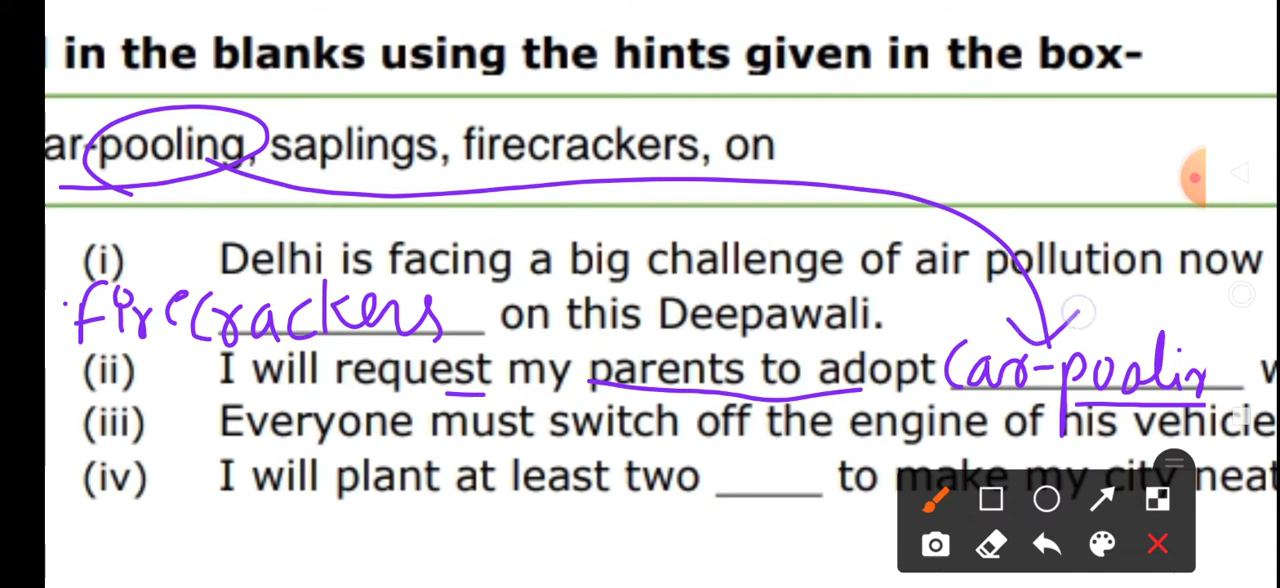 in the blanks using the hints given in the box-
ar-pooling, saplings, firecrackers, on
(i) Delhi is facing a big challenge of air pollution now
firecrackers on this Deepawali.
(ii) I will request my parents to adopt Car-poolin w
(iii) Everyone must switch off the engine of his vehicle
(iv) I will plant at least two _____ to make my city neat